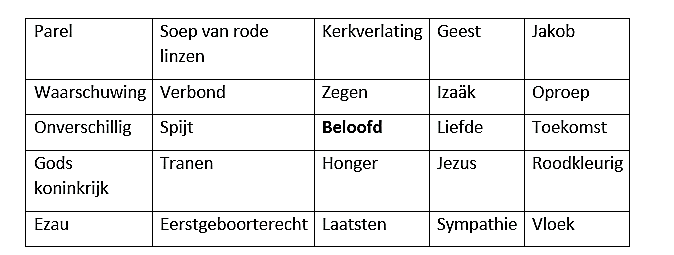 Parel Soep van rode Kerkverlating Geest Jakob
linzen
Waarschuwing Verbond Zegen Izaäk Oproep
Onverschillig Spijt Beloofd Liefde Toekomst
Gods Tranen Honger Jezus Roodkleurig
koninkrijk
Ezau Eerstgeboorterecht Laatsten Sympathie Vloek